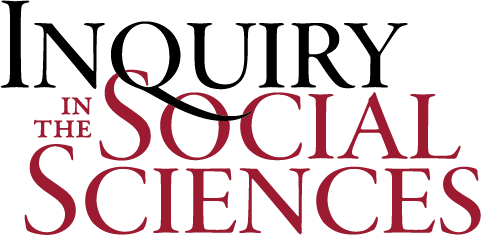 INQUIRY
IN THE SOCIAL
SCIENCES